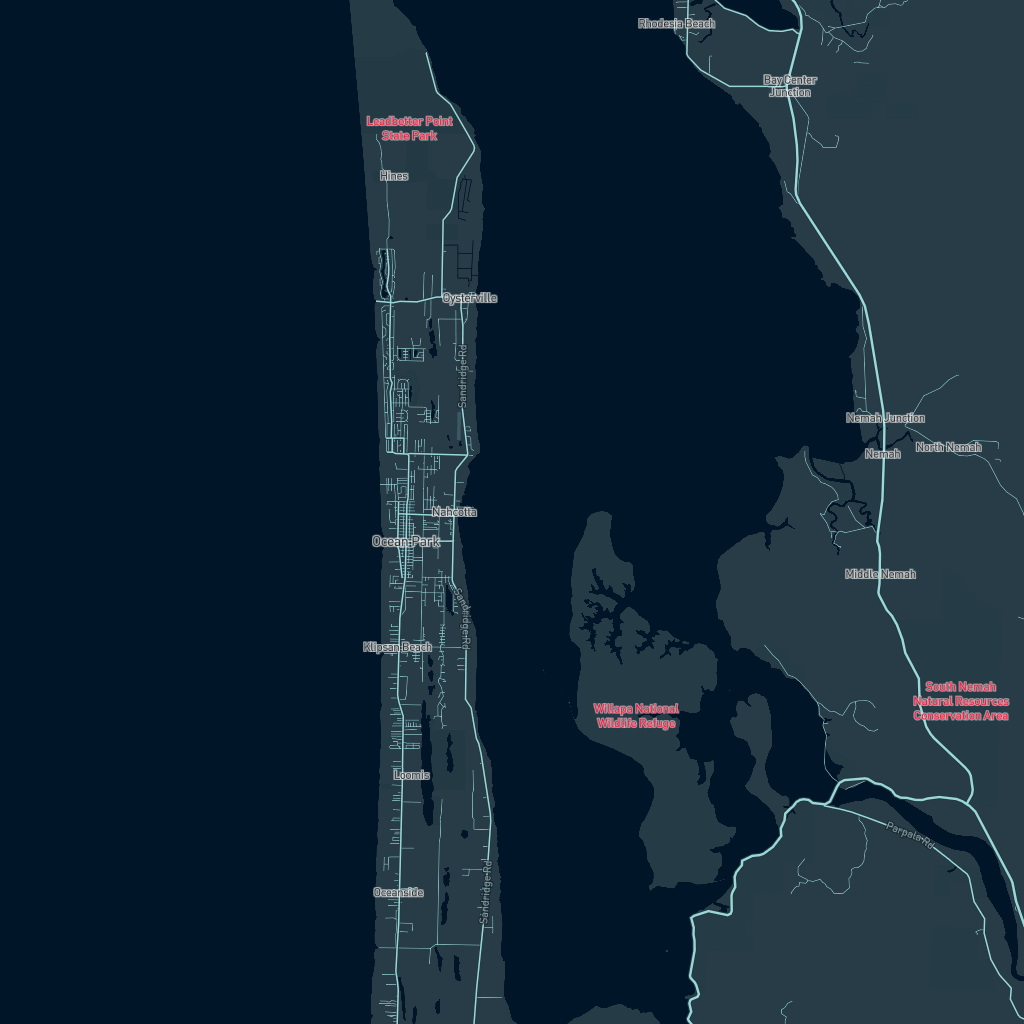 Rhodesia Beach
Bay Center
Junction
Leadbetter Point
State Park
Hines
Oysterville
Sandridge Rd
Nemah Junction
North Nemah
Nemah
Nahcotta
Ocean Park
Middle Nemah
Sandridge Rd
Klipsan Beach
South Nemah
Natural Resources
Conservation Area
Willapa National
Wildlife Refuge
Loomis
Parpala Rd
Oceanside
Sandridge Rd